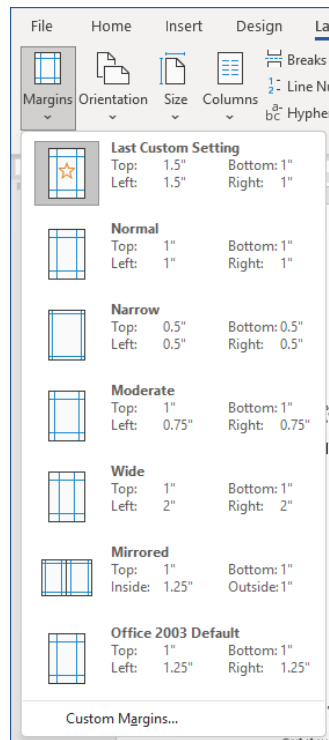 File Home Insert Design La
Margins Orientation Size Columns
Breaks
Line Nu
Hypher
Last Custom Setting
Top: 1.5" Bottom: 1"
Left: 1.5" Right: 1"
Normal
Top: 1" Bottom: 1"
Left: 1" Right: 1"
Narrow
Top: 0.5" Bottom: 0.5"
Left: 0.5" Right: 0.5"
Moderate
Top: 1" Bottom: 1"
Left: 0.75" Right: 0.75"
Wide
Top: 1" Bottom: 1"
Left: 2" Right: 2"
Mirrored
Top: 1" Bottom: 1"
Inside: 1.25" Outside: 1"
Office 2003 Default
Top: 1" Bottom: 1"
Left: 1.25" Right: 1.25"
Custom Margins...